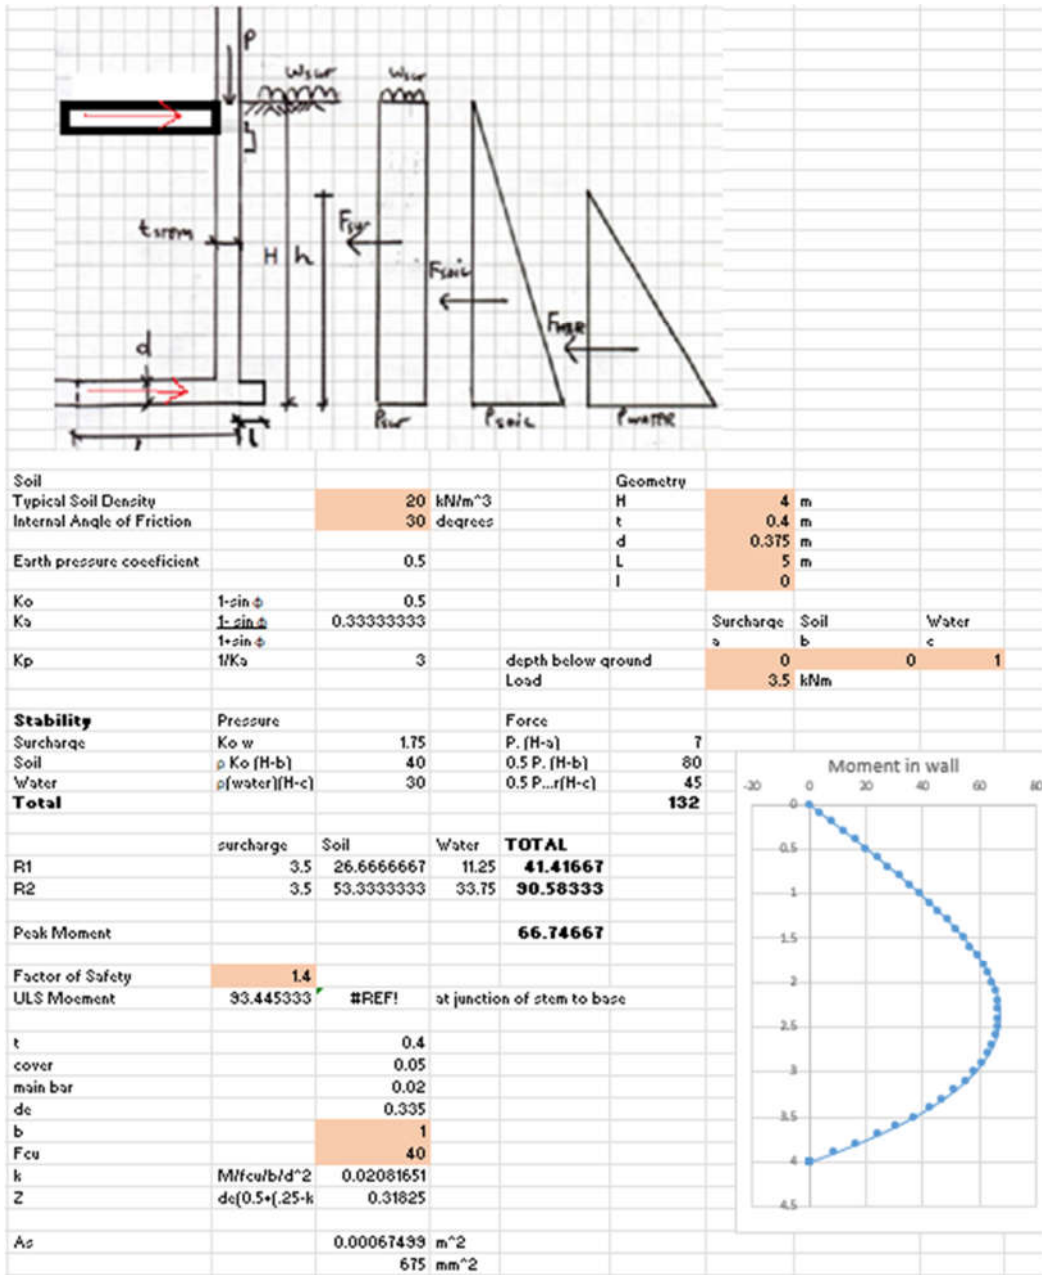 P
Wsur Wsur
tstem H h Fsur
Fsoil
d
Psur Psoil Pwater
l
Soil Geometry
Typical Soil Density 20 kN/m^3 H 4 m
Internal Angle of Friction 30 degrees t 0.4 m
d 0.375 m
Earth pressure coeeficient 0.5 L 5 m
l 0
Ko 1-sin ϕ 0.5
Ka 1- sin ϕ 0.33333333 Surcharge Soil Water
1+sin ϕ a b c
Kp 1/Ka 3 depth below ground 0 0 1
Load 3.5 kNm
Stability Pressure Force
Surcharge Ko w 1.75 P. (H-a) 7
Soil ρ Ko (H-b) 40 0.5 P. (H-b) 80
Water ρ(water)(H-c) 30 0.5 P...r(H-c) 45
Total 132
surcharge Soil Water TOTAL
R1 3.5 26.6666667 11.25 41.41667
R2 3.5 53.3333333 33.75 90.58333
Peak Moment 66.74667
Factor of Safety 1.4
ULS Moement 93.445333 #REF! at junction of stem to base
t 0.4
cover 0.05
main bar 0.02
de 0.335
b 1
Fcu 40
k M/fcu/b/d^2 0.02081651
Z de(0.5+(.25-k 0.31825
As 0.00067499 m^2
675 mm^2
Moment in wall
-20 0 20 40 60 80
0
0.5
1
1.5
2
2.5
3
3.5
4
4.5